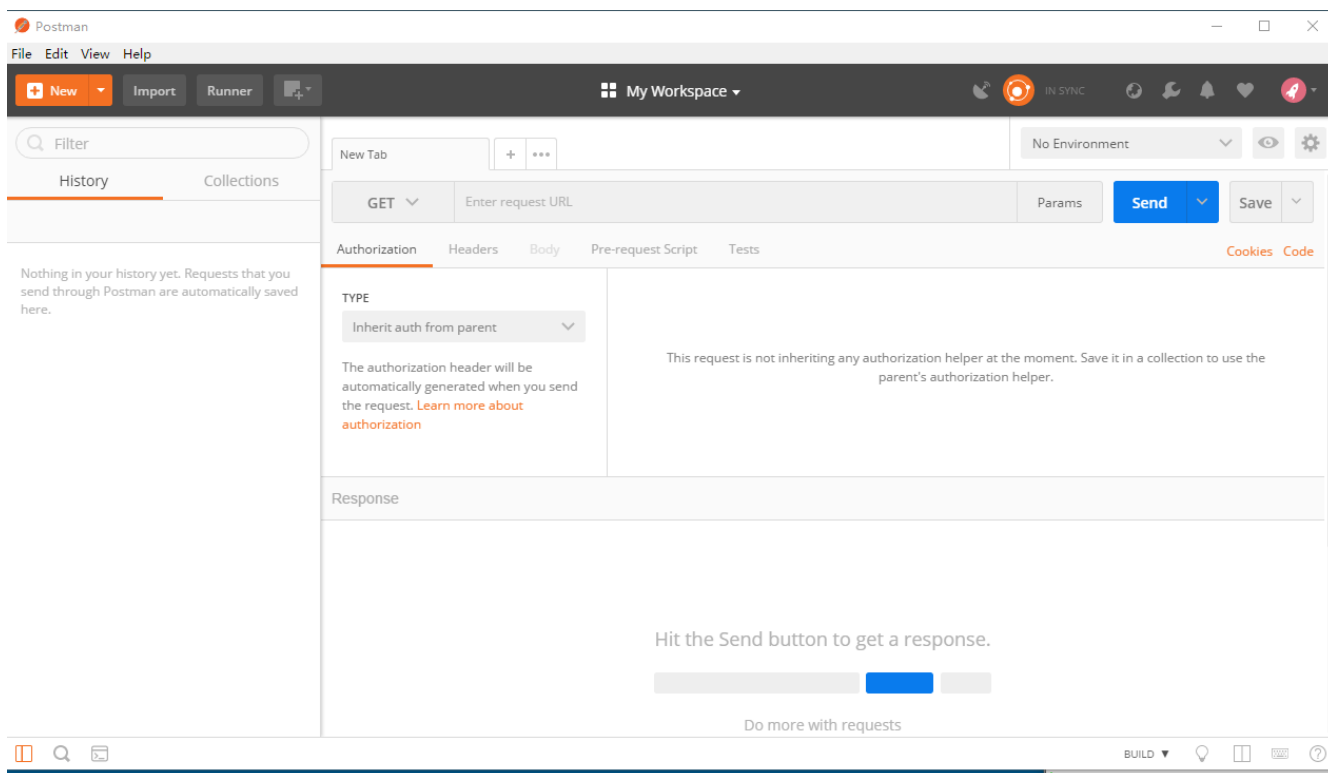 Postman
File Edit View Help
New Import Runner My Workspace IN SYNC
Filter
History Collections
Nothing in your history yet. Requests that you
send through Postman are automatically saved
here.
New Tab + •••
No Environment
GET Enter request URL Params Send Save
Authorization Headers Body Pre-request Script Tests Cookies Code
TYPE
Inherit auth from parent
The authorization header will be
automatically generated when you send
the request. Learn more about
authorization
This request is not inheriting any authorization helper at the moment. Save it in a collection to use the
parent's authorization helper.
Response
Hit the Send button to get a response.
Do more with requests
BUILD